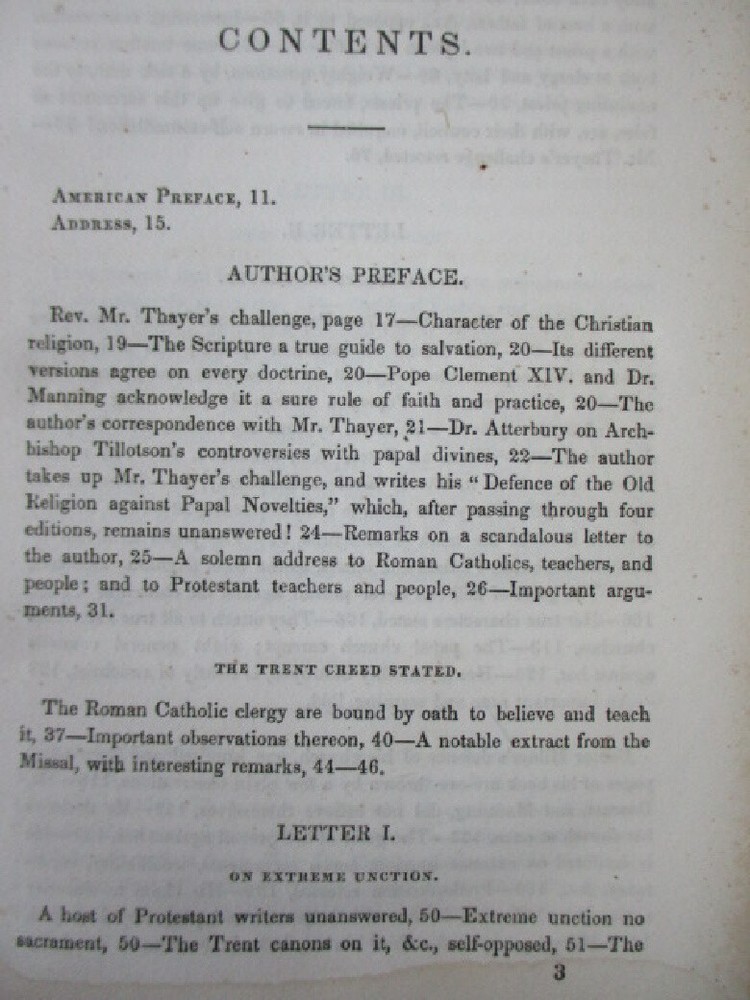 CONTENTS.
AMERICAN PREFACE, 11.
ADDRESS, 15.
AUTHOR'S PREFACE.
Rev. Mr. Thayer's challenge, page 17—Character of the Christian
religion, 19—The Scripture a true guide to salvation, 20—Its different
versions agree on every doctrine, 20—Pope Clement XIV. and Dr.
Manning acknowledge it a sure rule of faith and practice, 20—The
author's correspondence with Mr. Thayer, 21—Dr. Atterbury on Arch-
bishop Tillotson's controversies with papal divines, 22—The author
takes up Mr. Thayer's challenge, and writes his "Defence of the Old
Religion against Papal Novelties," which, after passing through four
editions, remains unanswered! 24—Remarks on a scandalous letter to
the author, 25—A solemn address to Roman Catholics, teachers, and
people; and to Protestant teachers and people, 26—Important argu-
ments, 31.
THE TRENT CREED STATED.
The Roman Catholic clergy are bound by oath to believe and teach
it, 37—Important observations thereon, 40—A notable extract from the
Missal, with interesting remarks, 44—46.
LETTER I.
ON EXTREME UNCTION.
A host of Protestant writers unanswered, 50—Extreme unction no
sacrament, 50—The Trent canons on it, &c., self-opposed, 51—The
3